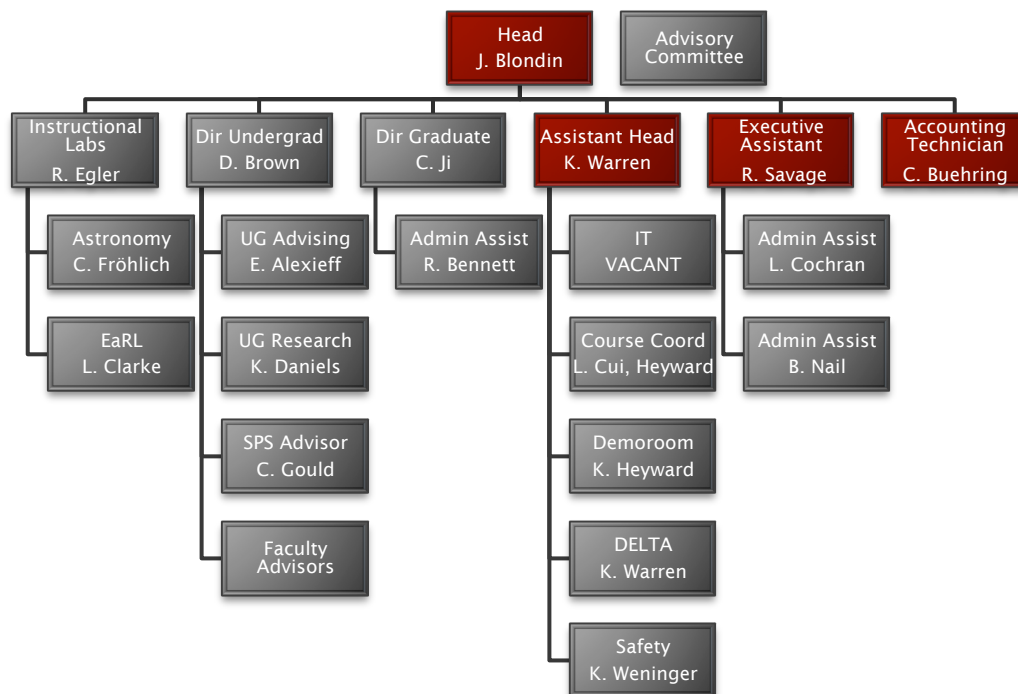 Head
J. Blondin
Advisory
Committee
Instructional
Labs
R. Egler
Dir Undergrad
D. Brown
Dir Graduate
C. Ji
Assistant Head
K. Warren
Executive
Assistant
R. Savage
Accounting
Technician
C. Buehring
Astronomy
C. Fröhlich
UG Advising
E. Alexieff
Admin Assist
R. Bennett
IT
VACANT
Admin Assist
L. Cochran
EaRL
L. Clarke
UG Research
K. Daniels
Course Coord
L. Cui, Heyward
Admin Assist
B. Nail
SPS Advisor
C. Gould
Demoroom
K. Heyward
Faculty
Advisors
DELTA
K. Warren
Safety
K. Weninger